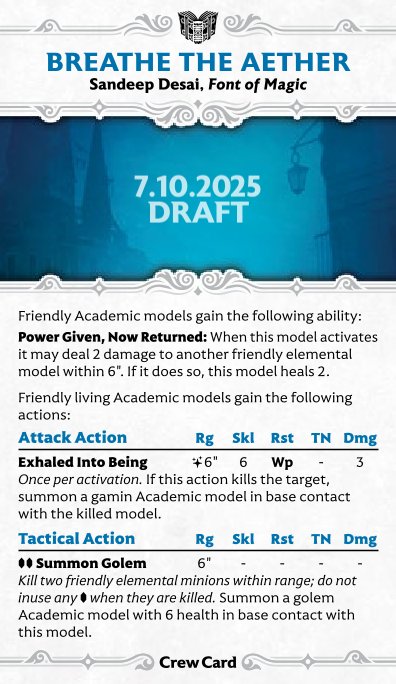 BREATHE THE AETHER
Sandeep Desai, Font of Magic
7.10.2025
DRAFT
Friendly Academic models gain the following ability:
Power Given, Now Returned: When this model activates
it may deal 2 damage to another friendly elemental
model within 6". If it does so, this model heals 2.
Friendly living Academic models gain the following
actions:
Attack Action Rg Skl Rst TN Dmg
Exhaled Into Being 6" 6 Wp - 3
Once per activation. If this action kills the target,
summon a gamin Academic model in base contact
with the killed model.
Tactical Action Rg Skl Rst TN Dmg
Summon Golem 6" - - - -
Kill two friendly elemental minions within range; do not
inuse any when they are killed. Summon a golem
Academic model with 6 health in base contact with
this model.
Crew Card